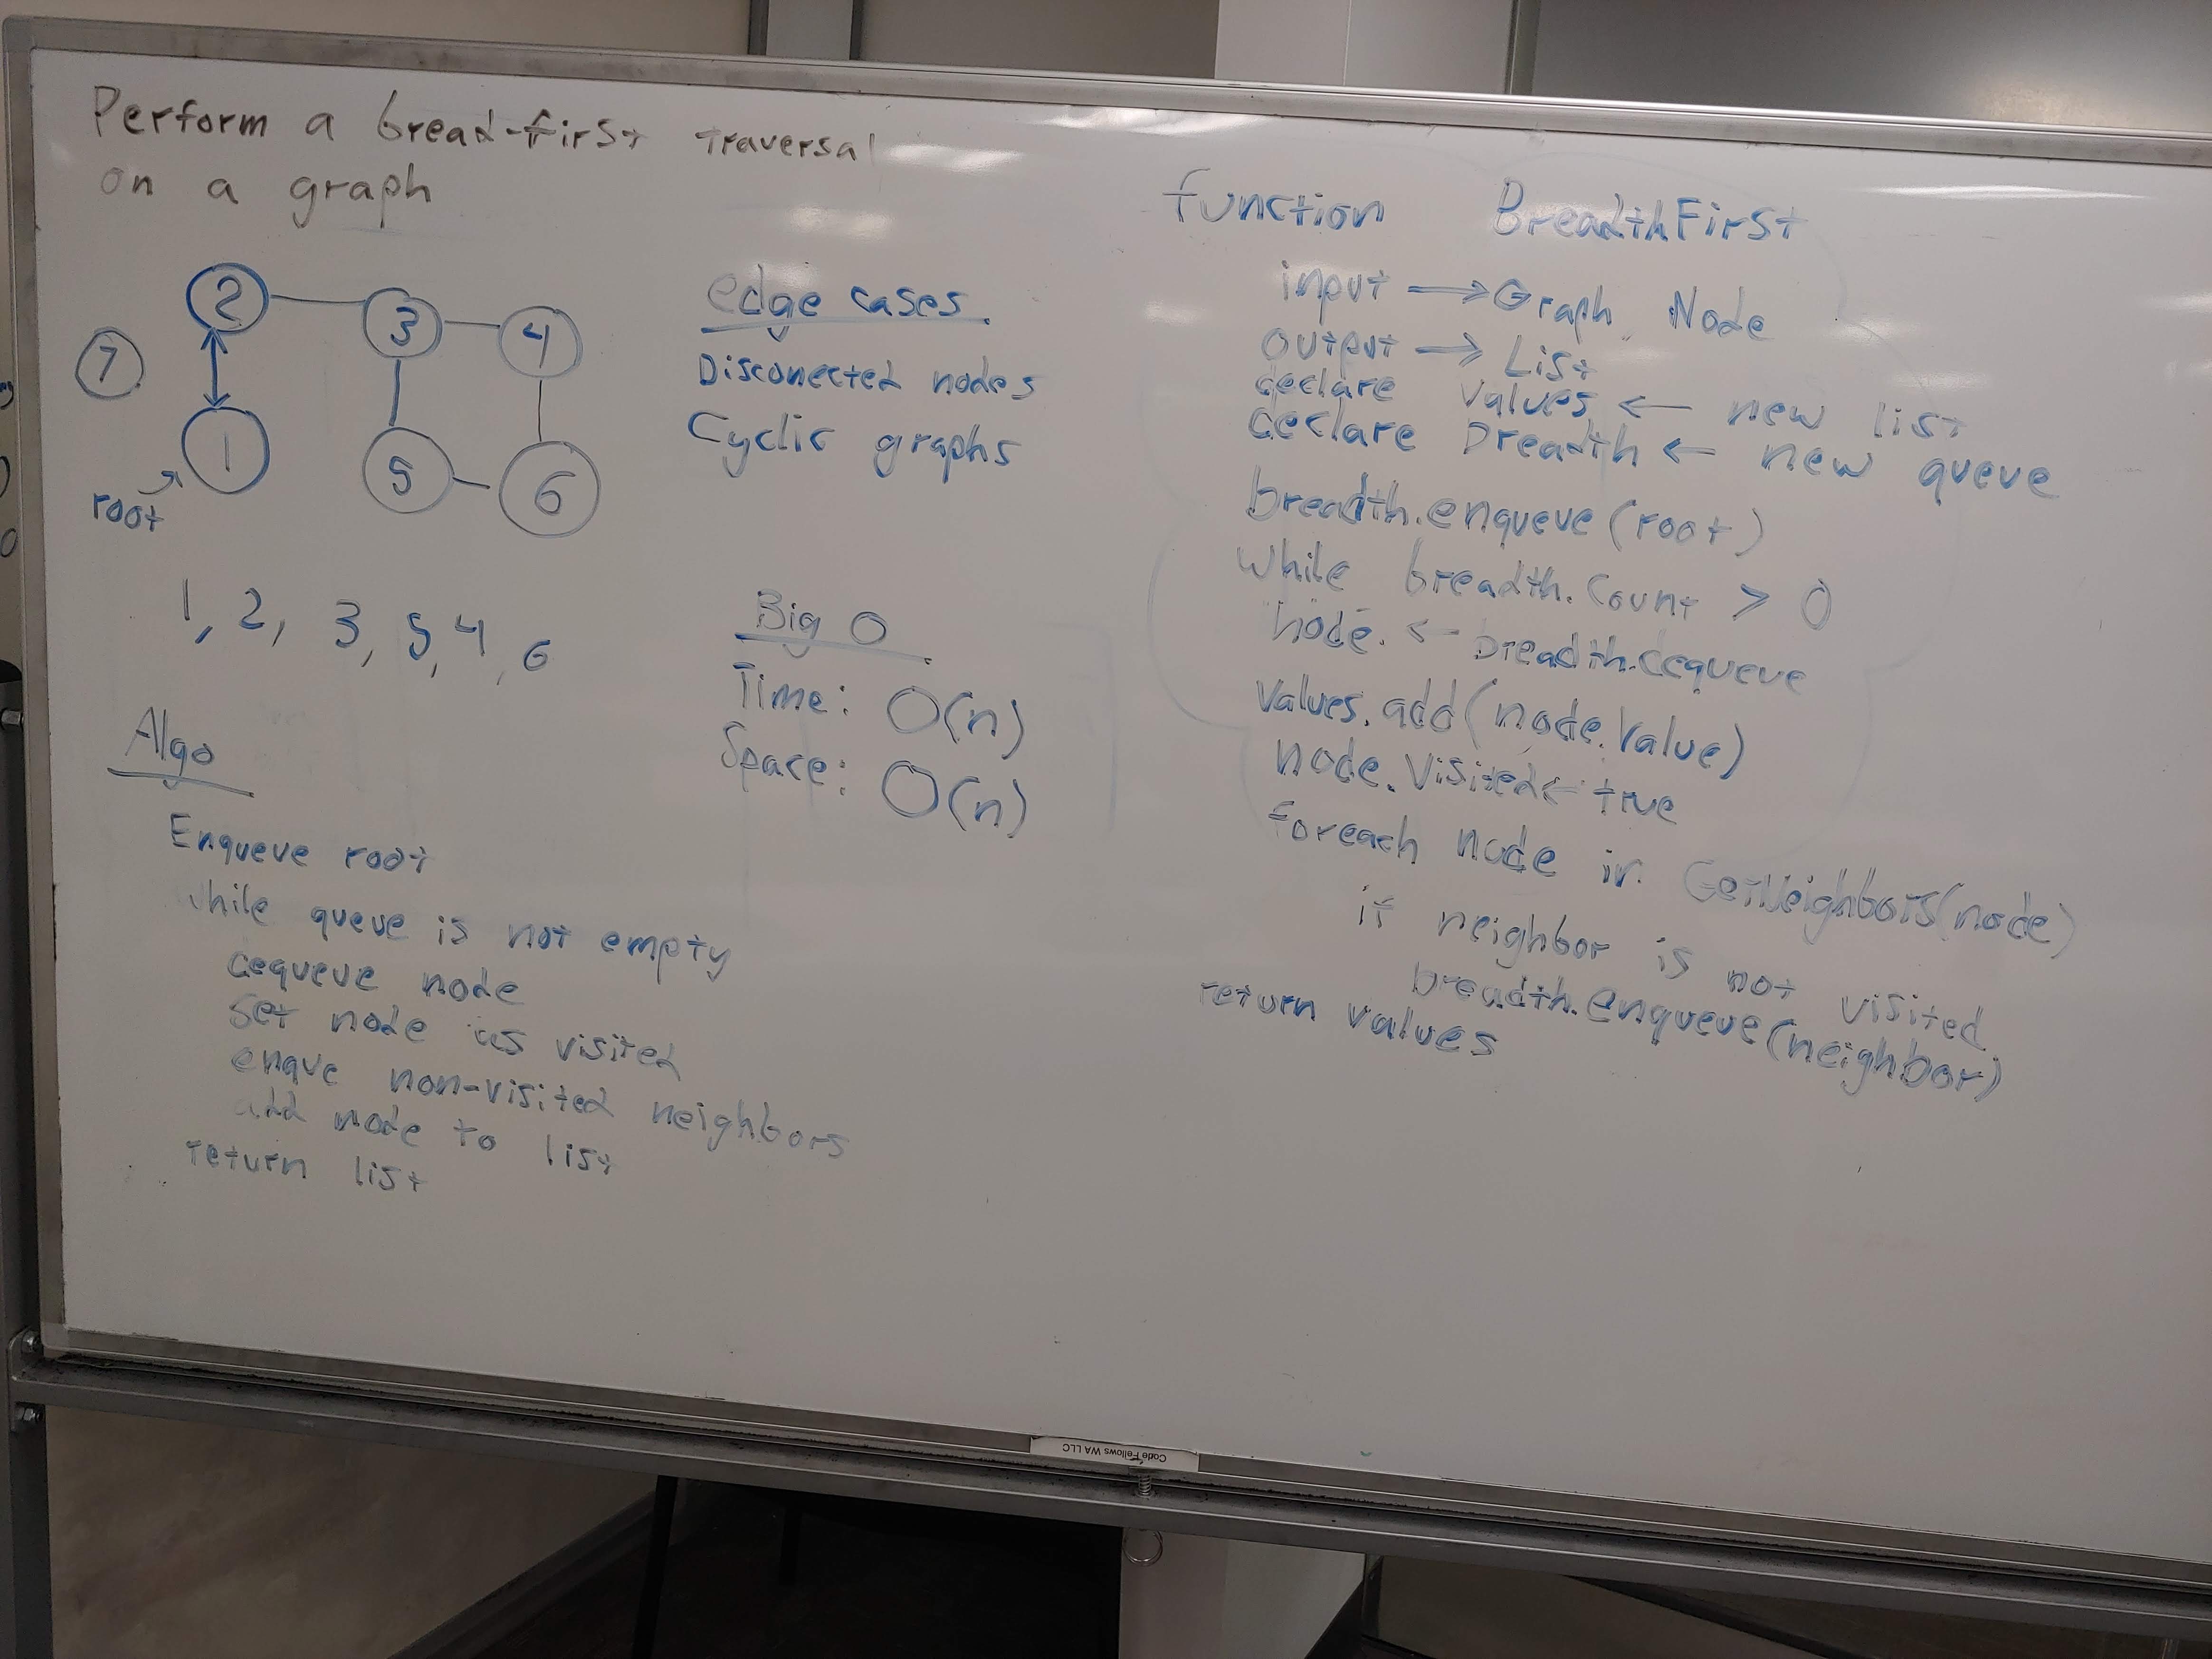 Perform a bread-first traversal
on a graph
2
3
4
7
1
5
6
root
1, 2, 3, 5, 4, 6
edge cases
Disconected nodes
Cyclic graphs
Big O
Time: O(n)
Space: O(n)
Algo
Enqueue root
while queue is not empty
dequeue node
set node as visited
enque non-visited neighbors
add node to list
return list
function BreadthFirst
input → Graph Node
output → List
declare values ← new list
declare breadth ← new queue
breadth.enqueue(root)
while breadth.Count > 0
node ← breadth.dequeue
values.add(node.Value)
node.Visited ← true
foreach node in GetNeighbors(node)
if neighbor is not visited
breadth.enqueue(neighbor)
return values
Code Fellows WA LLC